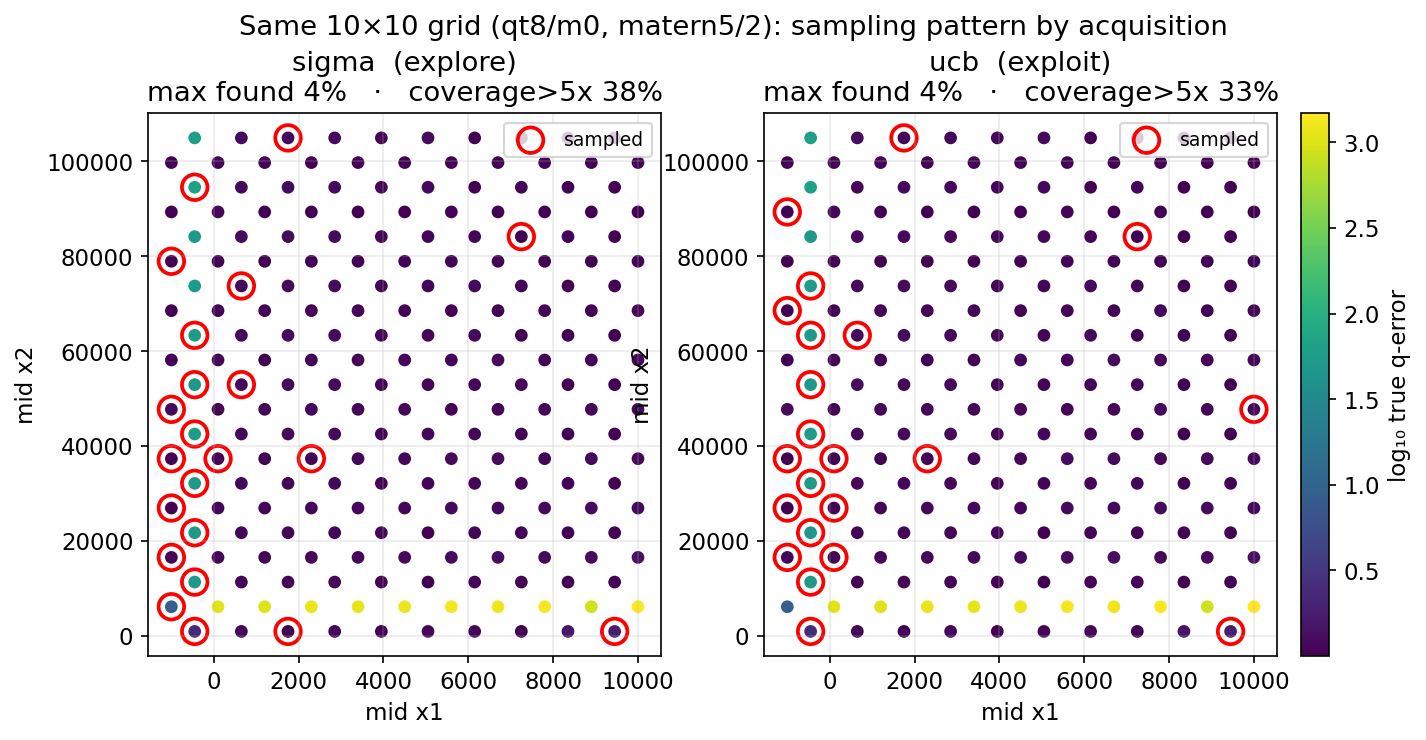 Same 10×10 grid (qt8/m0, matern5/2): sampling pattern by acquisition
sigma  (explore)
max found 4%  ·  coverage>5x 38%
ucb  (exploit)
max found 4%  ·  coverage>5x 33%
sampled
sampled
100000
80000
60000
40000
20000
0
mid x2
0
2000
4000
6000
8000
10000
mid x1
100000
80000
60000
40000
20000
0
mid x2
0
2000
4000
6000
8000
10000
mid x1
3.0
2.5
2.0
1.5
1.0
0.5
log₁₀ true q-error